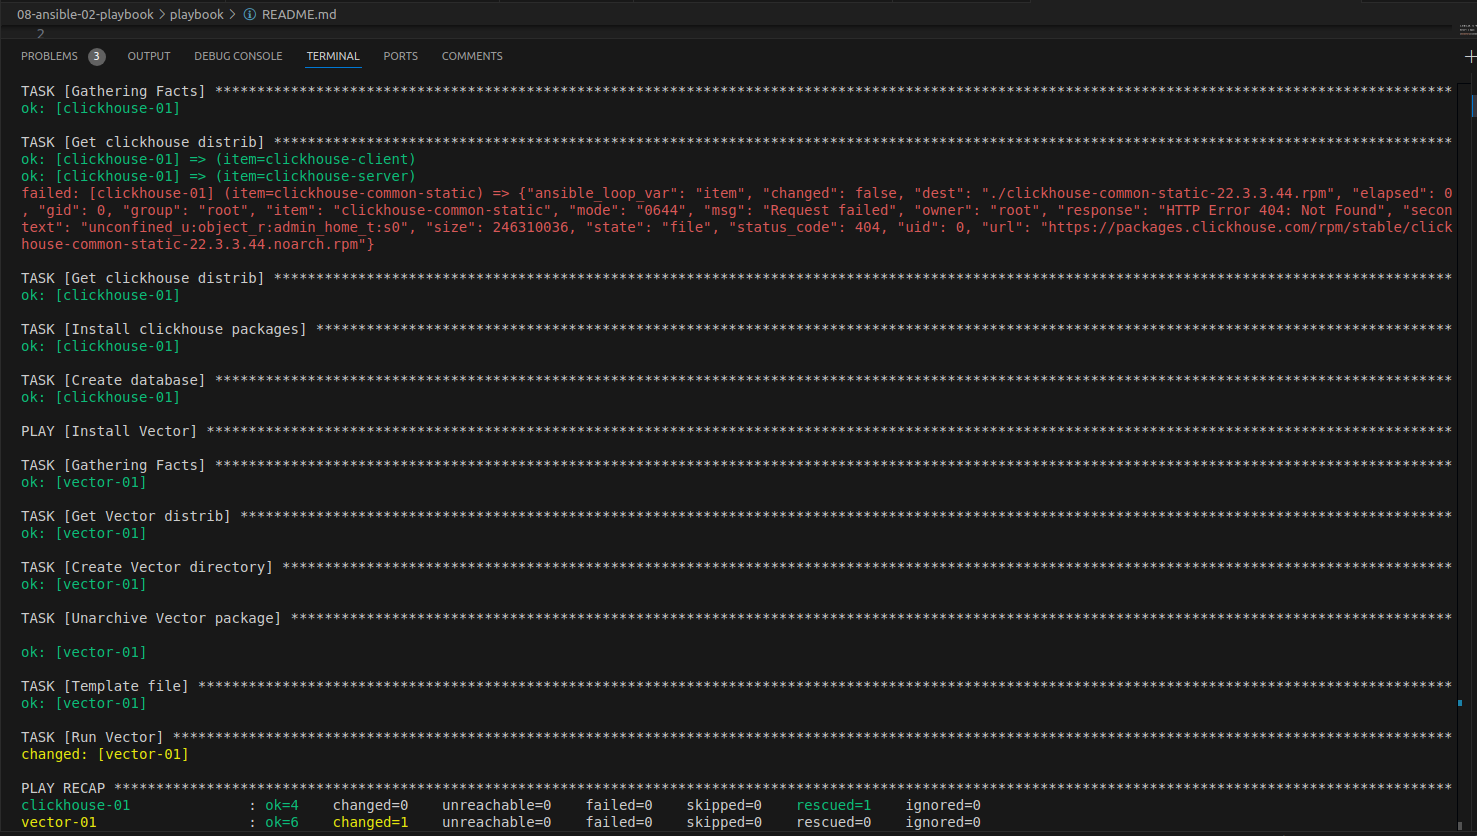 08-ansible-02-playbook > playbook > README.md
2
PROBLEMS 3 OUTPUT DEBUG CONSOLE TERMINAL PORTS COMMENTS
TASK [Gathering Facts] ****************************************************************************************************************************************************
ok: [clickhouse-01]
TASK [Get clickhouse distrib] *********************************************************************************************************************************************
ok: [clickhouse-01] => (item=clickhouse-client)
ok: [clickhouse-01] => (item=clickhouse-server)
failed: [clickhouse-01] (item=clickhouse-common-static) => {"ansible_loop_var": "item", "changed": false, "dest": "./clickhouse-common-static-22.3.3.44.rpm", "elapsed": 0
, "gid": 0, "group": "root", "item": "clickhouse-common-static", "mode": "0644", "msg": "Request failed", "owner": "root", "response": "HTTP Error 404: Not Found", "secon
text": "unconfined_u:object_r:admin_home_t:s0", "size": 246310036, "state": "file", "status_code": 404, "uid": 0, "url": "https://packages.clickhouse.com/rpm/stable/click
house-common-static-22.3.3.44.noarch.rpm"}
TASK [Get clickhouse distrib] *********************************************************************************************************************************************
ok: [clickhouse-01]
TASK [Install clickhouse packages] ****************************************************************************************************************************************
ok: [clickhouse-01]
TASK [Create database] ****************************************************************************************************************************************************
ok: [clickhouse-01]
PLAY [Install Vector] *****************************************************************************************************************************************************
TASK [Gathering Facts] ****************************************************************************************************************************************************
ok: [vector-01]
TASK [Get Vector distrib] *************************************************************************************************************************************************
ok: [vector-01]
TASK [Create Vector directory] ********************************************************************************************************************************************
ok: [vector-01]
TASK [Unarchive Vector package] *******************************************************************************************************************************************
ok: [vector-01]
TASK [Template file] ******************************************************************************************************************************************************
ok: [vector-01]
TASK [Run Vector] *********************************************************************************************************************************************************
changed: [vector-01]
PLAY RECAP ****************************************************************************************************************************************************************
clickhouse-01 : ok=4 changed=0 unreachable=0 failed=0 skipped=0 rescued=1 ignored=0
vector-01 : ok=6 changed=1 unreachable=0 failed=0 skipped=0 rescued=0 ignored=0